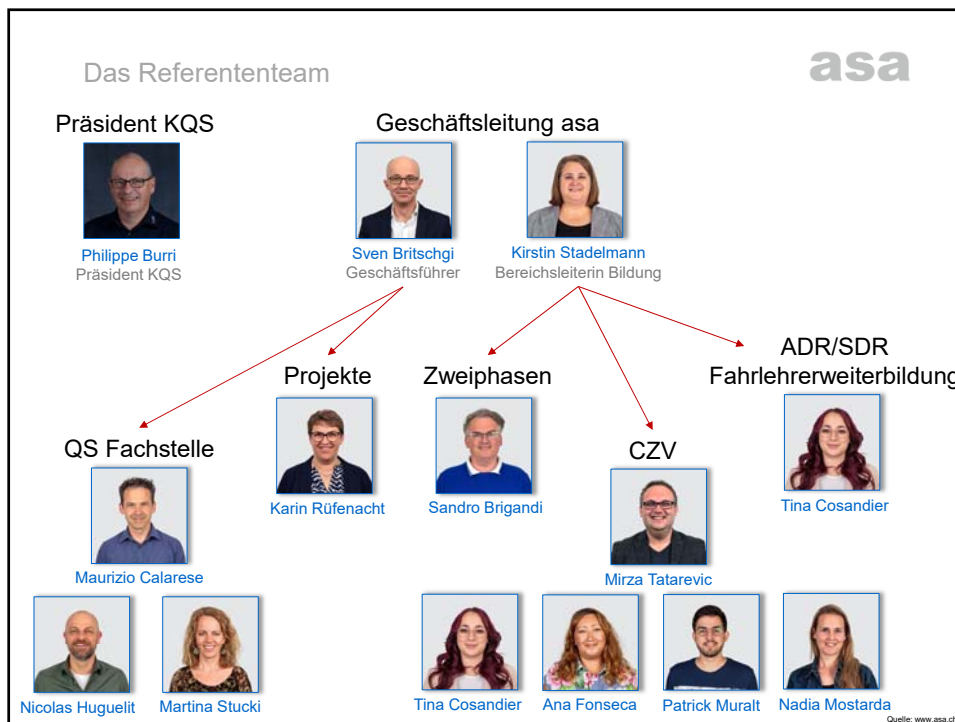 Das Referententeam
asa
Präsident KQS
Geschäftsleitung asa
Philippe Burri
Präsident KQS
Sven Britschgi
Geschäftsführer
Kirstin Stadelmann
Bereichsleiterin Bildung
ADR/SDR
Fahrlehrerweiterbildung
Projekte
Zweiphasen
QS Fachstelle
CZV
Karin Rüfenacht
Sandro Brigandi
Tina Cosandier
Maurizio Calarese
Mirza Tatarevic
Nicolas Huguelit
Martina Stucki
Tina Cosandier
Ana Fonseca
Patrick Muralt
Nadia Mostarda
Quelle: www.asa.ch